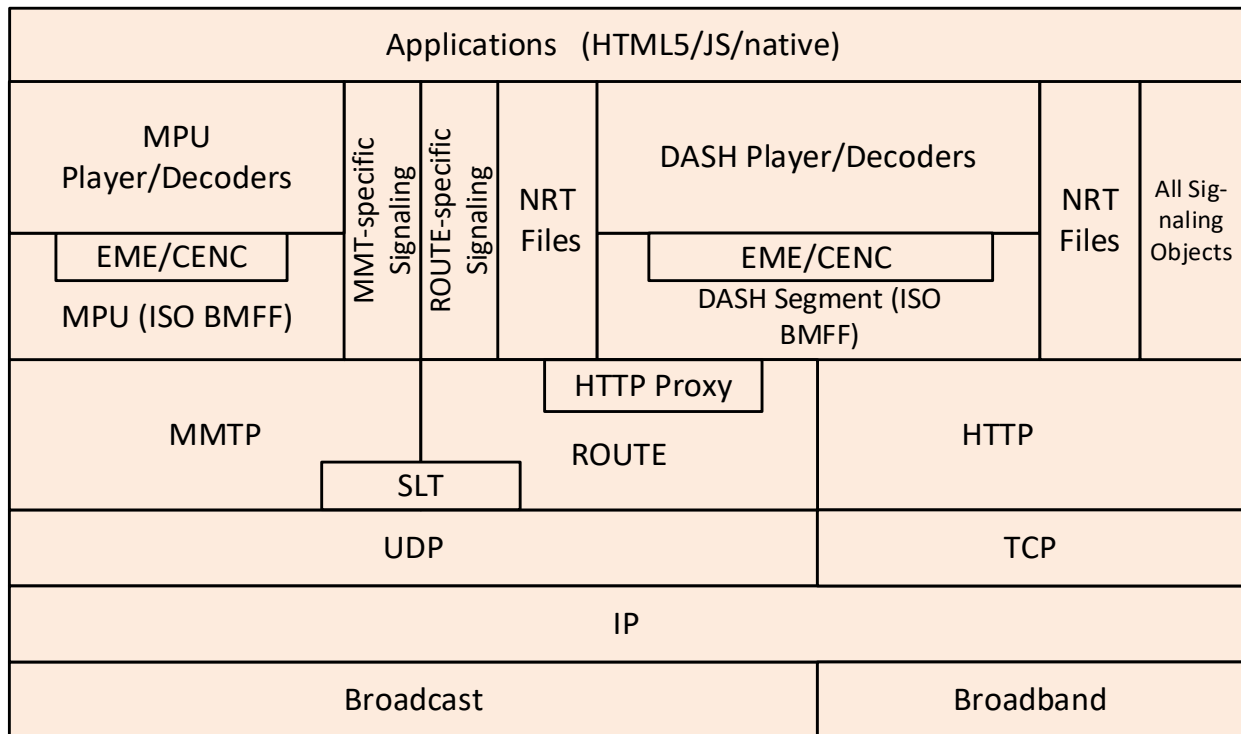 Applications (HTML5/JS/native)
MPU
Player/Decoders
MMT-specific
Signaling
ROUTE-specific
Signaling
NRT
Files
DASH Player/Decoders
NRT
Files
All Sig-
naling
Objects
EME/CENC
MPU (ISO BMFF)
EME/CENC
DASH Segment (ISO
BMFF)
MMTP
HTTP Proxy
ROUTE
HTTP
SLT
UDP
TCP
IP
Broadcast
Broadband